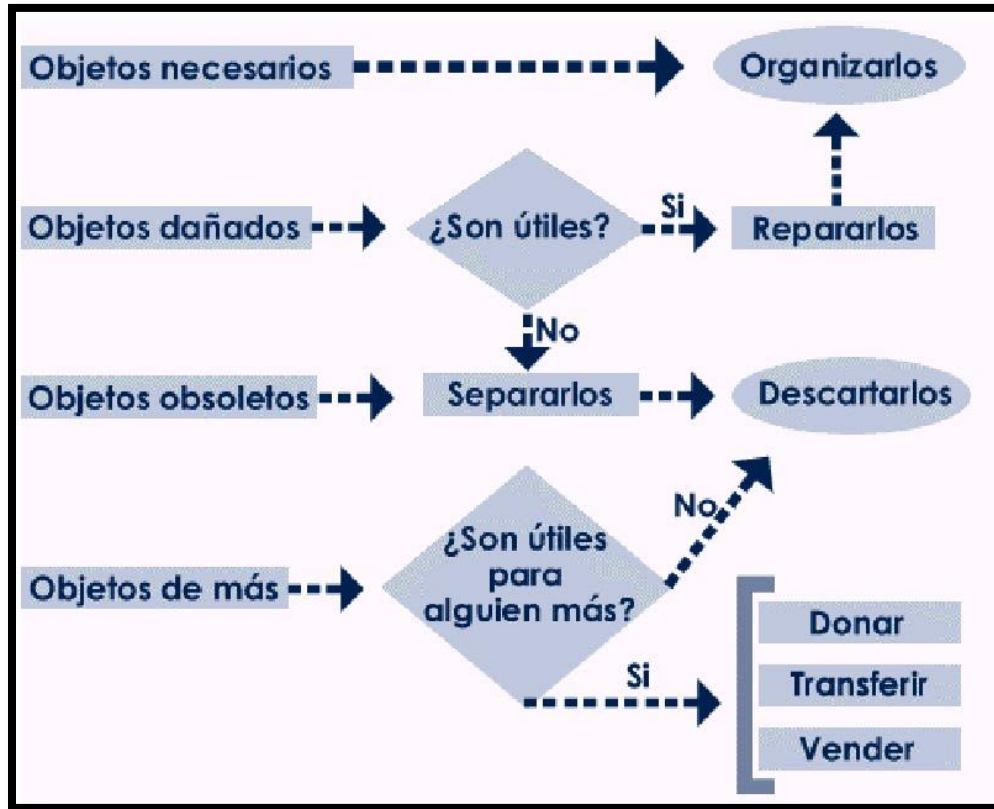 Objetos necesarios
Organizarlos
Objetos dañados
¿Son útiles?
Si
Repararlos
No
Objetos obsoletos
Separarlos
Descartarlos
Objetos de más
¿Son útiles
para
alguien más?
No
Si
Donar
Transferir
Vender